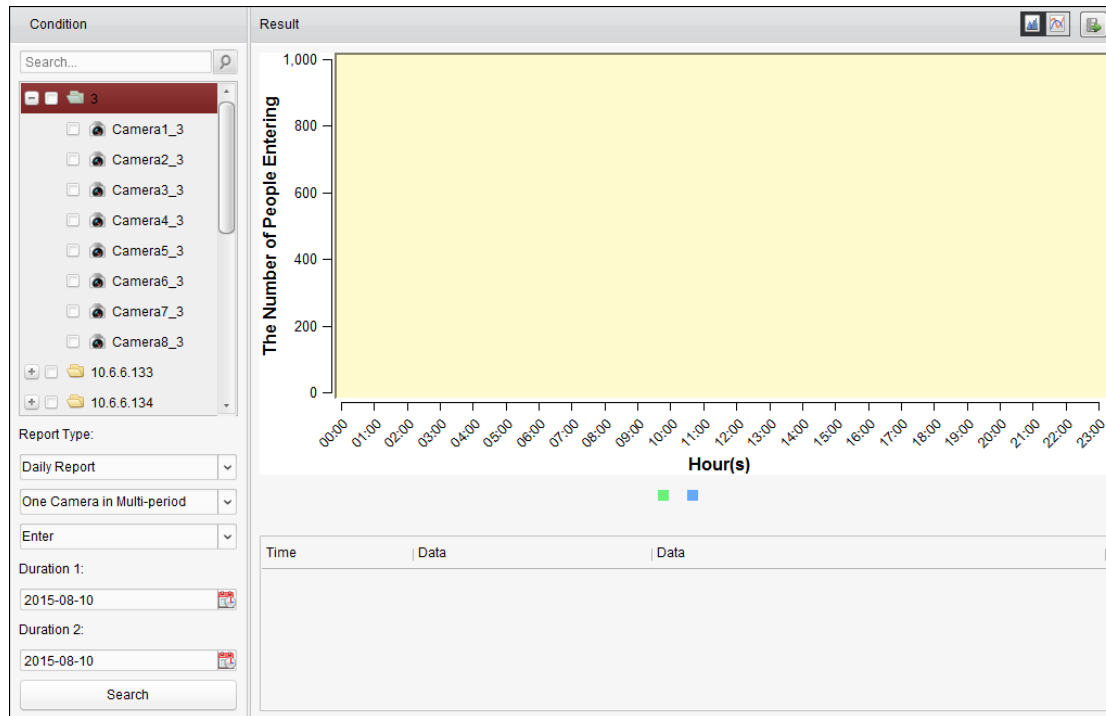 Condition
Search...
3
Camera1_3
Camera2_3
Camera3_3
Camera4_3
Camera5_3
Camera6_3
Camera7_3
Camera8_3
10.6.6.133
10.6.6.134
Report Type:
Daily Report
One Camera in Multi-period
Enter
Duration 1:
2015-08-10
Duration 2:
2015-08-10
Search
Result
The Number of People Entering
1,000
800
600
400
200
0
00:00 01:00 02:00 03:00 04:00 05:00 06:00 07:00 08:00 09:00 10:00 11:00 12:00 13:00 14:00 15:00 16:00 17:00 18:00 19:00 20:00 21:00 22:00 23:00
Hour(s)
Time Data Data